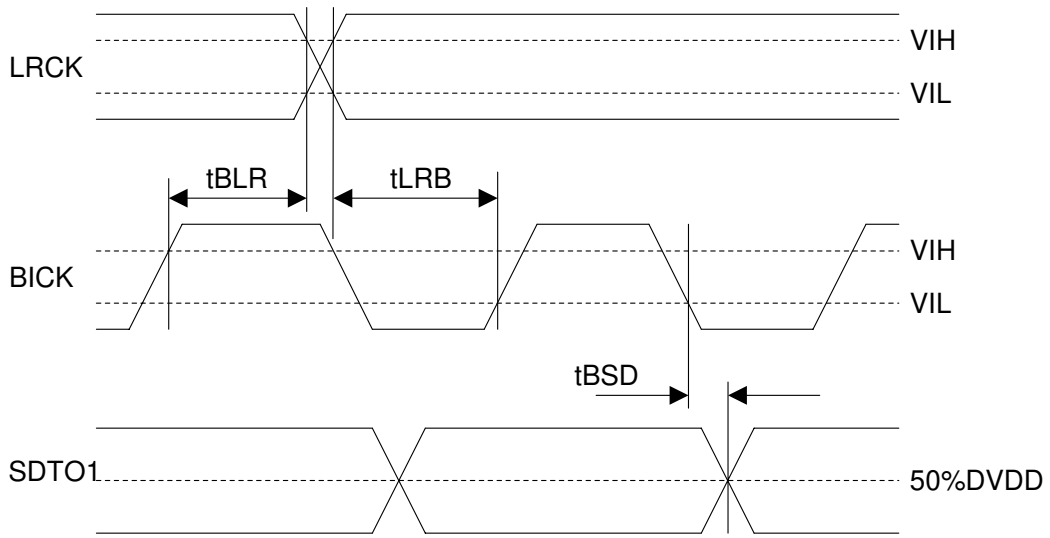 LRCK
VIH
VIL
tBLR
tLRB
BICK
VIH
VIL
tBSD
SDTO1
50%DVDD